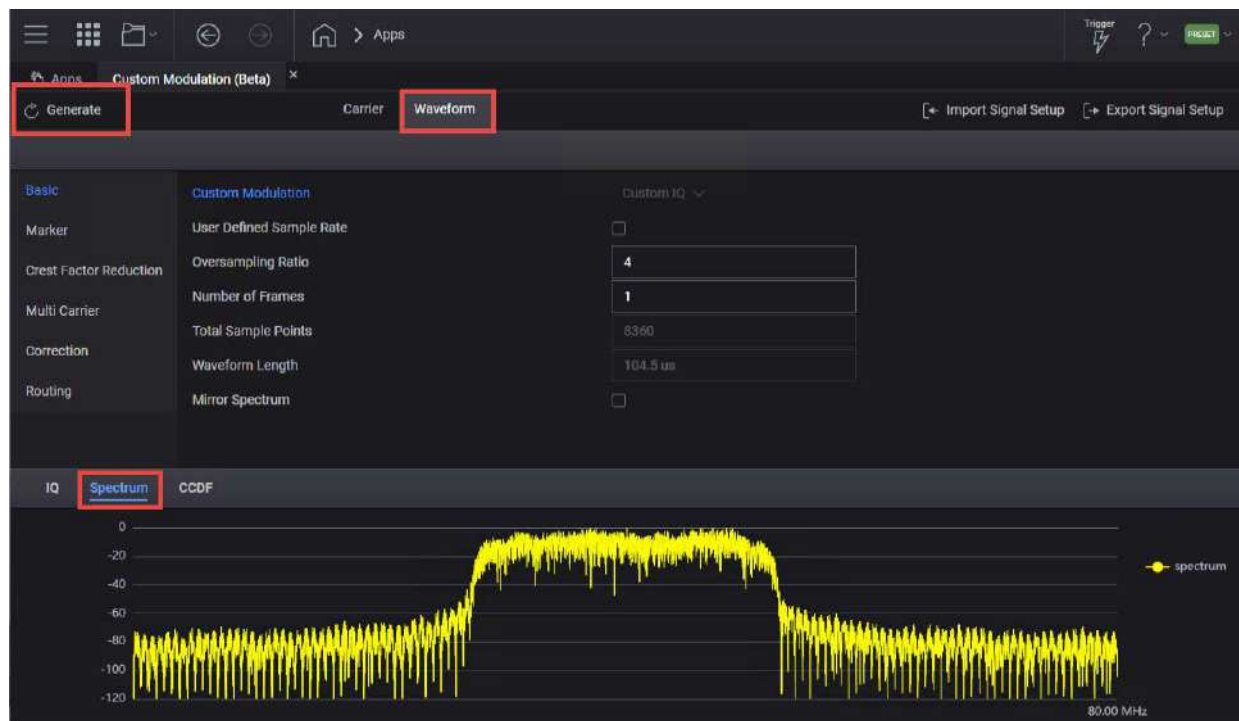 Apps
Trigger
PRESET
Apps
Custom Modulation (Beta)
Generate
Carrier
Waveform
Import Signal Setup
Export Signal Setup
Basic
Custom Modulation
Custom IQ
Marker
User Defined Sample Rate
Crest Factor Reduction
Oversampling Ratio
4
Number of Frames
1
Multi Carrier
Total Sample Points
8360
Correction
Waveform Length
104.5 us
Routing
Mirror Spectrum
IQ
Spectrum
CCDF
0
-20
-40
-60
-80
-100
-120
spectrum
80.00 MHz